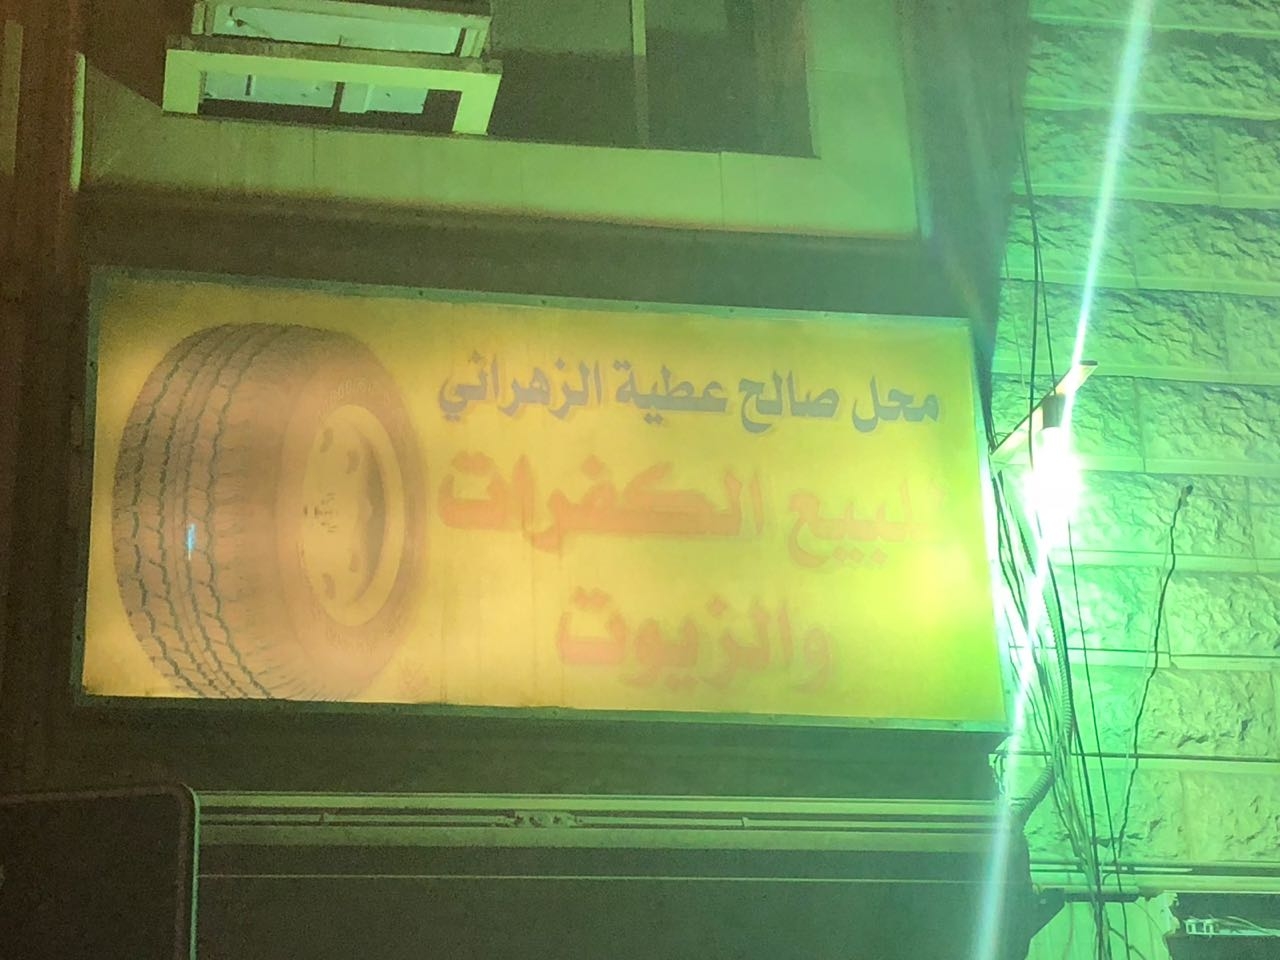 محل صالح عطية الزهراني
لبيع الكفرات
والزيوت